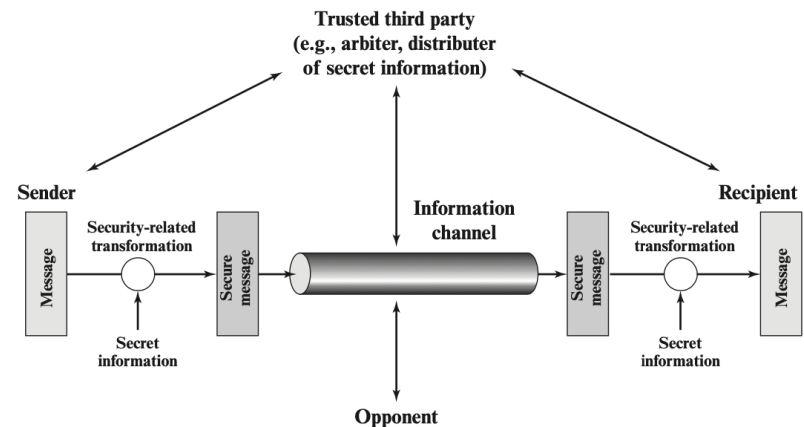 Trusted third party
(e.g., arbiter, distributer
of secret information)
Sender
Recipient
Information
channel
Message
Security-related
transformation
Secret
information
Secure
message
Secure
message
Security-related
transformation
Secret
information
Message
Opponent